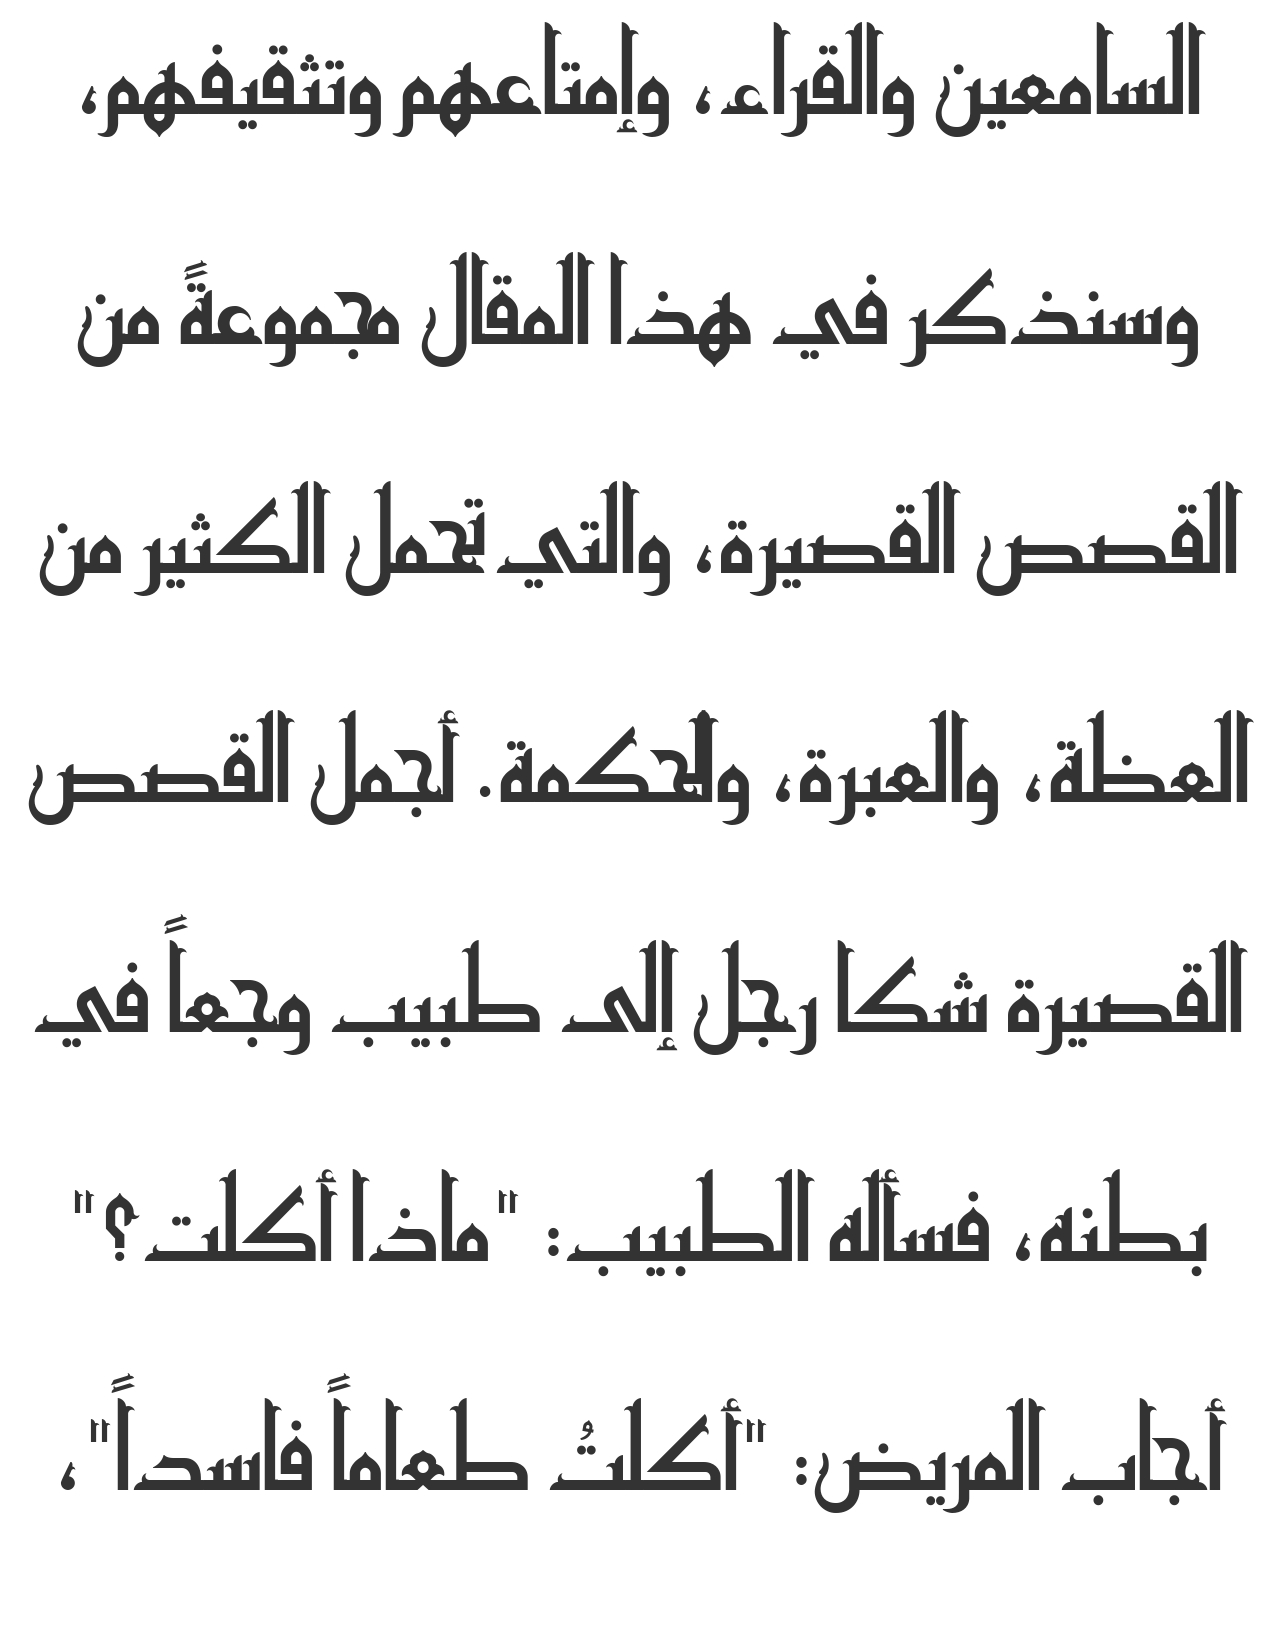 السامعين والقراء، وإمتاعهم وتثقيفهم،
وسنذكر في هذا المقال مجموعةً من
القصص القصيرة، والتي تحمل الكثير من
العظة، والعبرة، والحكمة. أجمل القصص
القصيرة شكا رجل إلى طبيب وجعاً في
بطنه، فسأله الطبيب: "ماذا أكلت؟"
أجاب المريض: "أكلتُ طعاماً فاسداً"،